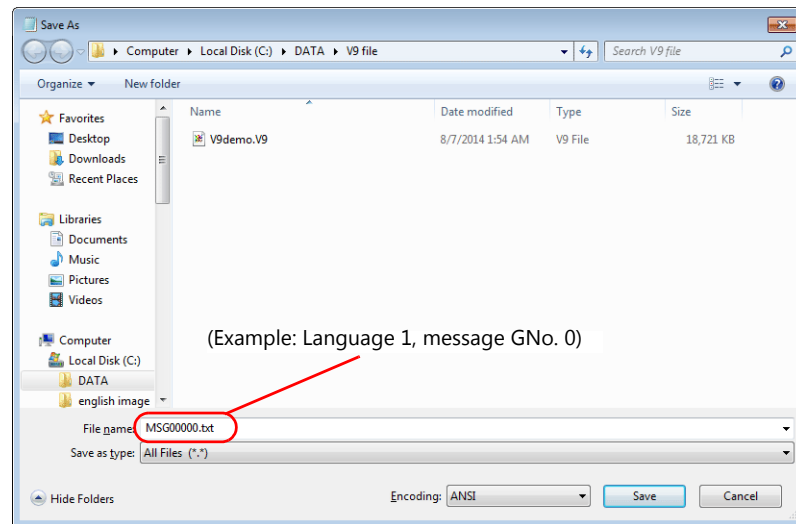 Save As
Computer Local Disk (C:) DATA V9 file
Search V9 file
Organize New folder
Name Date modified Type Size
Favorites
Desktop
Downloads
Recent Places
V9demo.V9 8/7/2014 1:54 AM V9 File 18,721 KB
Libraries
Documents
Music
Pictures
Videos
Computer
Local Disk (C:)
DATA
english image
(Example: Language 1, message GNo. 0)
File name: MSG00000.txt
Save as type: All Files (*.*)
Hide Folders
Encoding: ANSI
Save
Cancel